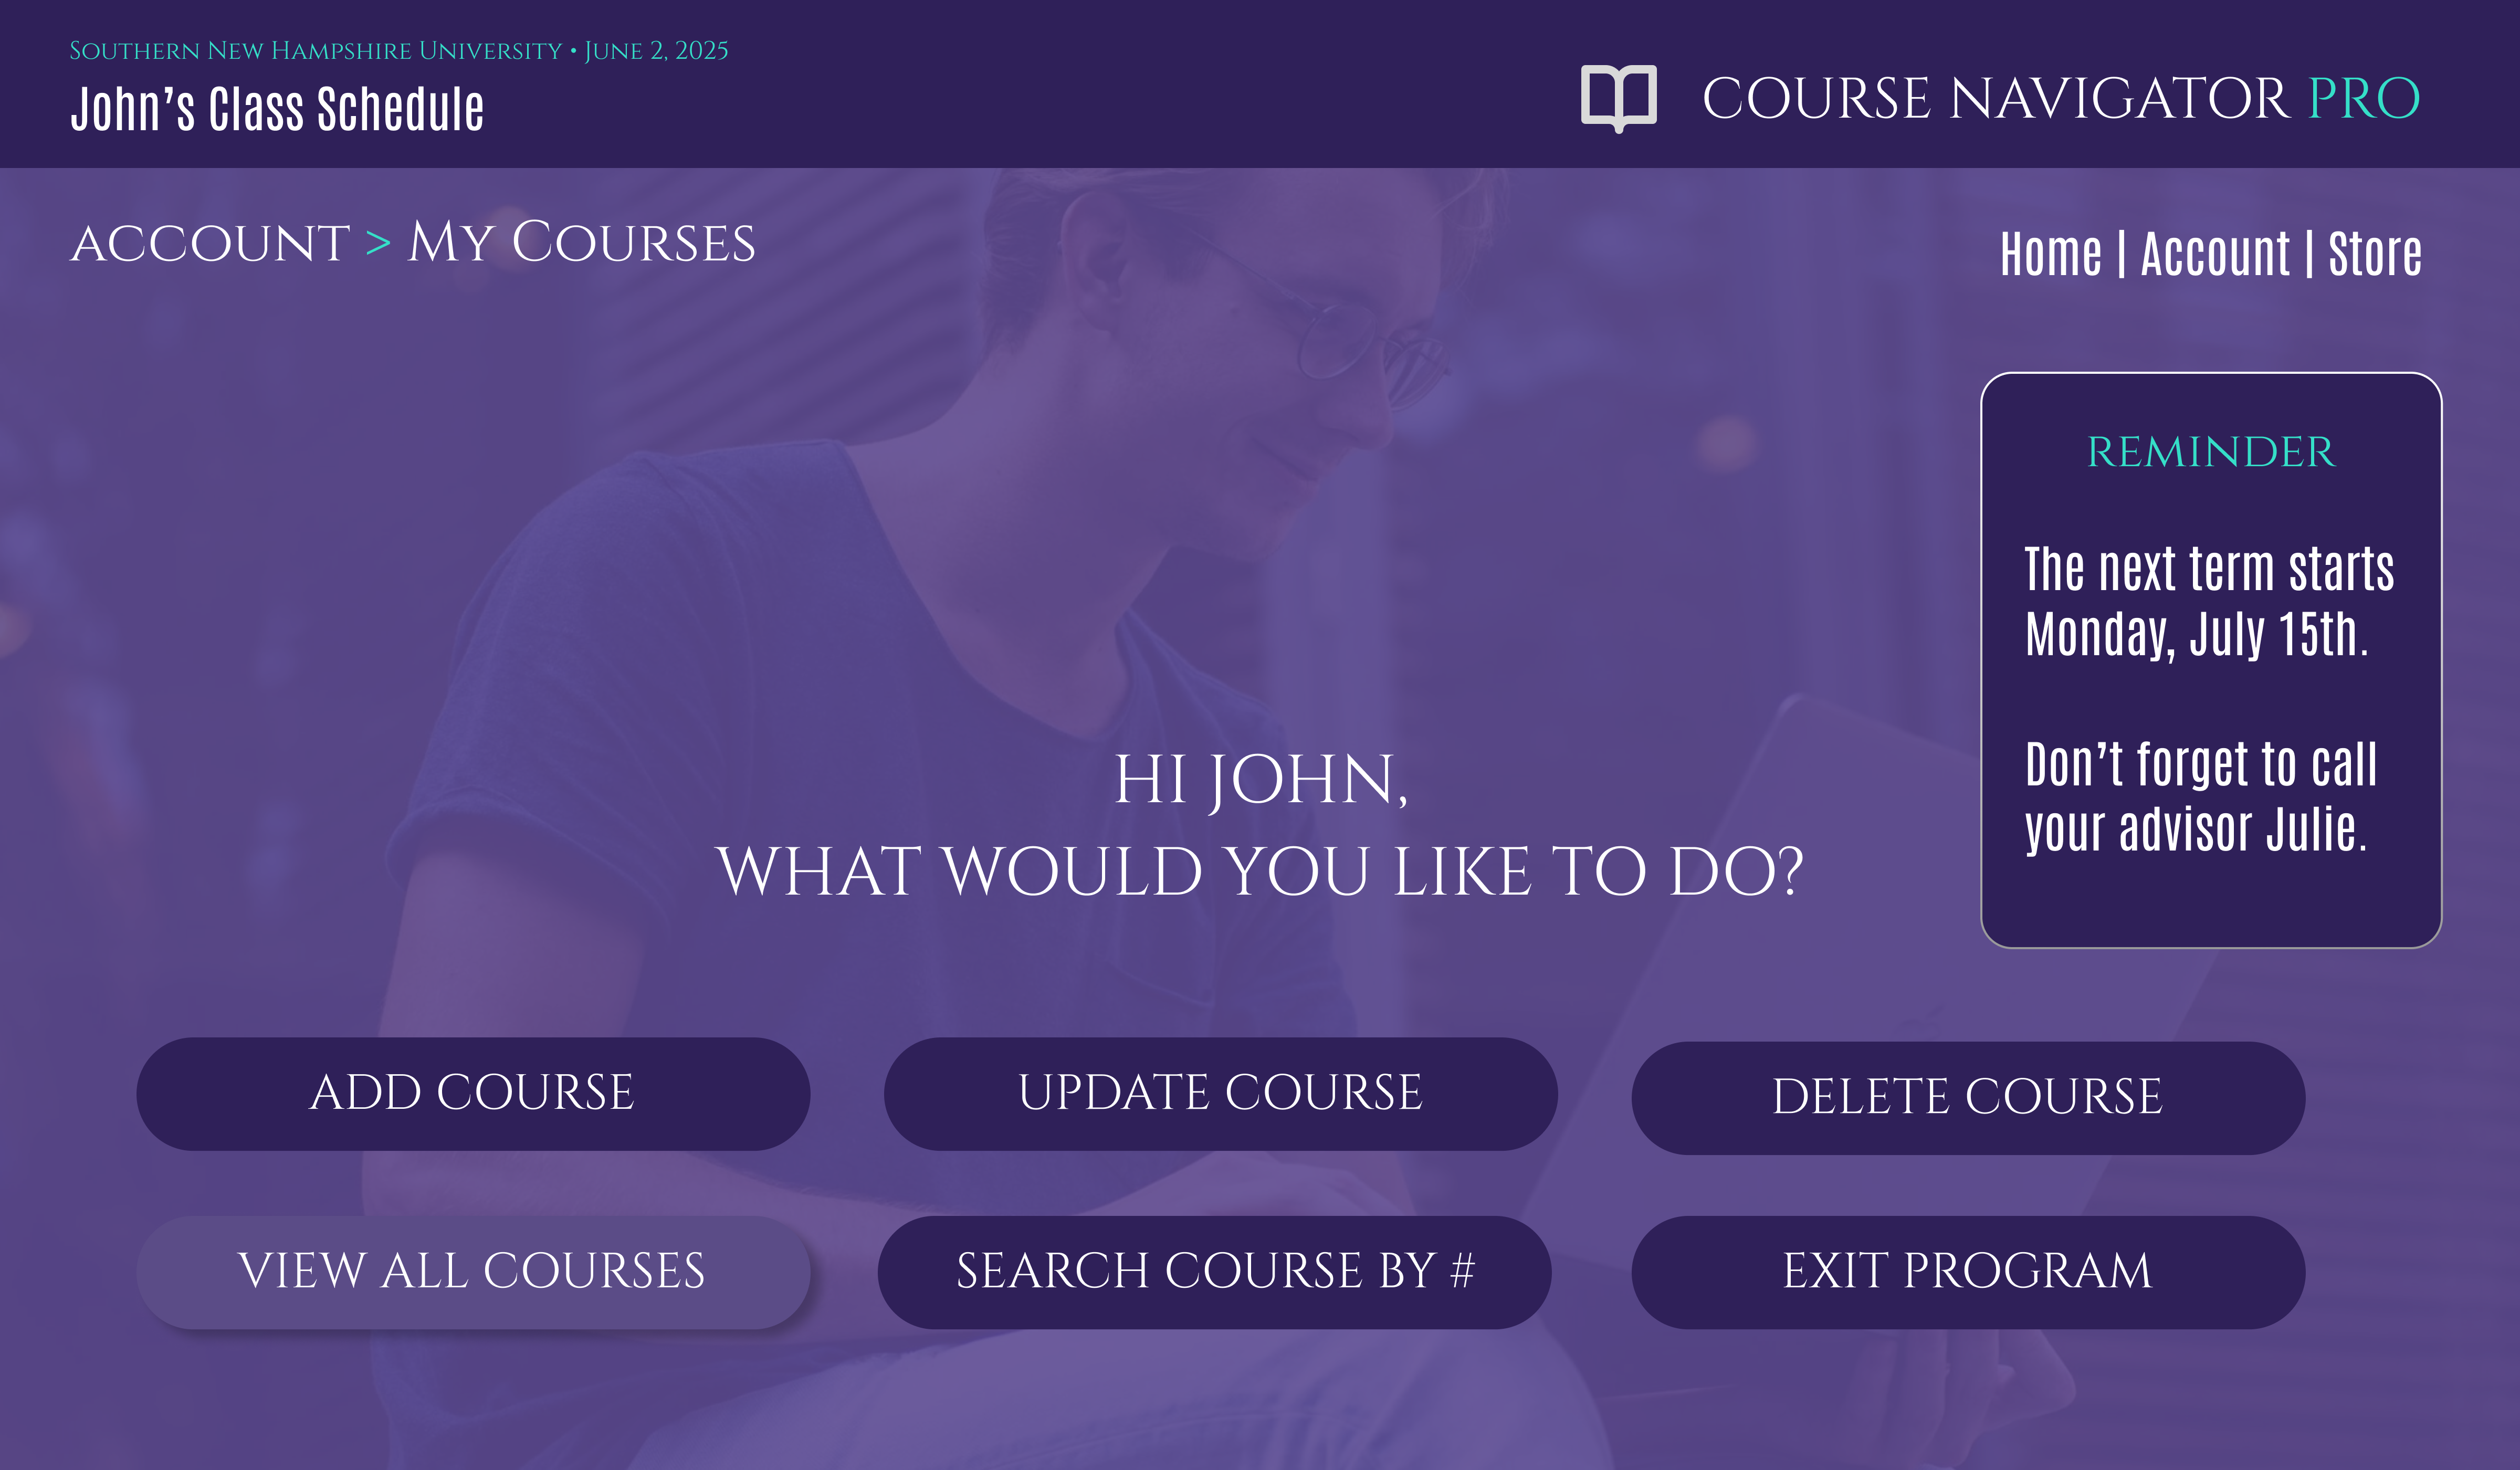 Southern New Hampshire University • June 2, 2025
John’s Class Schedule
COURSE NAVIGATOR PRO
ACCOUNT > My Courses
Home | Account | Store
REMINDER
The next term starts
Monday, July 15th.
Don’t forget to call
your advisor Julie.
HI JOHN,
WHAT WOULD YOU LIKE TO DO?
ADD COURSE
UPDATE COURSE
DELETE COURSE
VIEW ALL COURSES
SEARCH COURSE BY #
EXIT PROGRAM